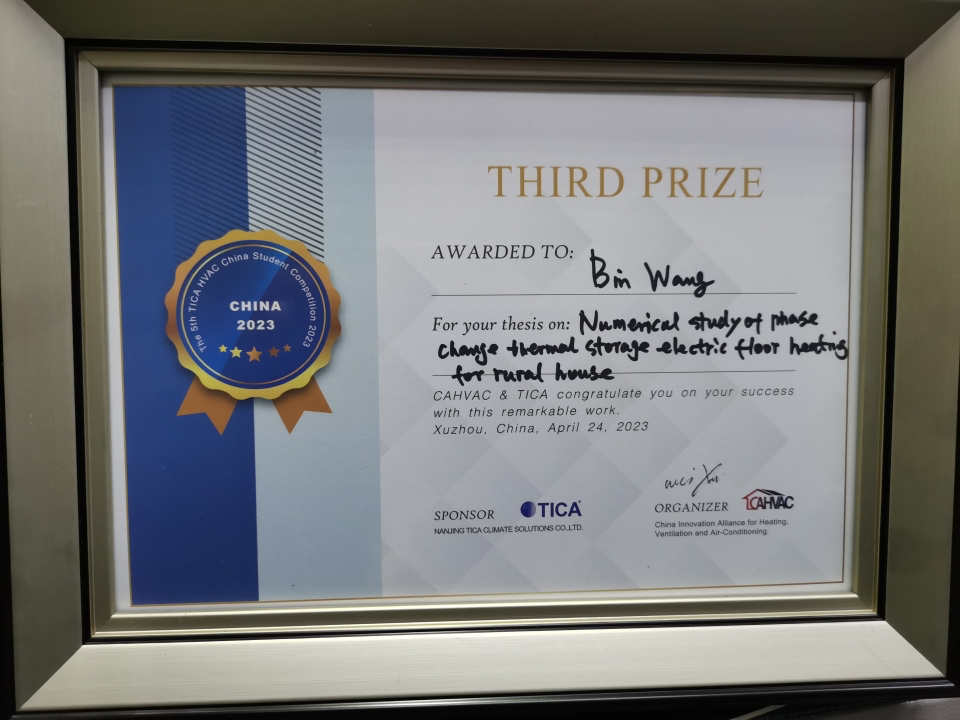 The 5th TICA HVAC China Student Competition 2023
CHINA
2023
THIRD PRIZE
AWARDED TO: Bin Wang
For your thesis on: Numerical study of phase
change thermal storage electric floor heating
for rural house
CAHVAC & TICA congratulate you on your success
with this remarkable work.
Xuzhou, China, April 24, 2023
SPONSOR TICA
NANJING TICA CLIMATE SOLUTIONS CO.,LTD.
ORGANIZER CAHVAC
China Innovation Alliance for Heating,
Ventilation and Air-Conditioning.